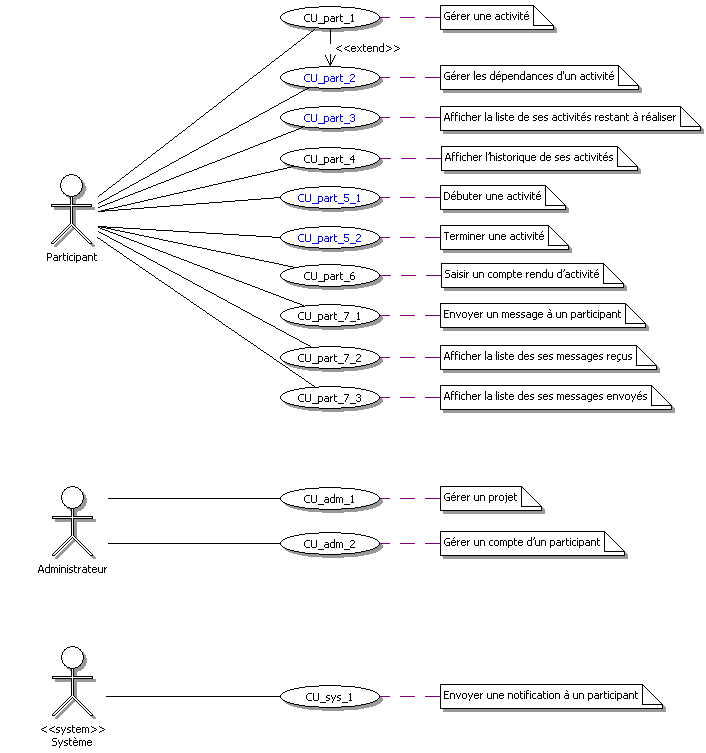 CU_part_1
Gérer une activité
<<extend>>
CU_part_2
Gérer les dépendances d'un activité
CU_part_3
Afficher la liste de ses activités restant à réaliser
CU_part_4
Afficher l'historique de ses activités
CU_part_5_1
Débuter une activité
CU_part_5_2
Terminer une activité
Participant
CU_part_6
Saisir un compte rendu d'activité
CU_part_7_1
Envoyer un message à un participant
CU_part_7_2
Afficher la liste des ses messages reçus
CU_part_7_3
Afficher la liste des ses messages envoyés
CU_adm_1
Gérer un projet
CU_adm_2
Gérer un compte d'un participant
Administrateur
CU_sys_1
Envoyer une notification à un participant
<<system>>
Système